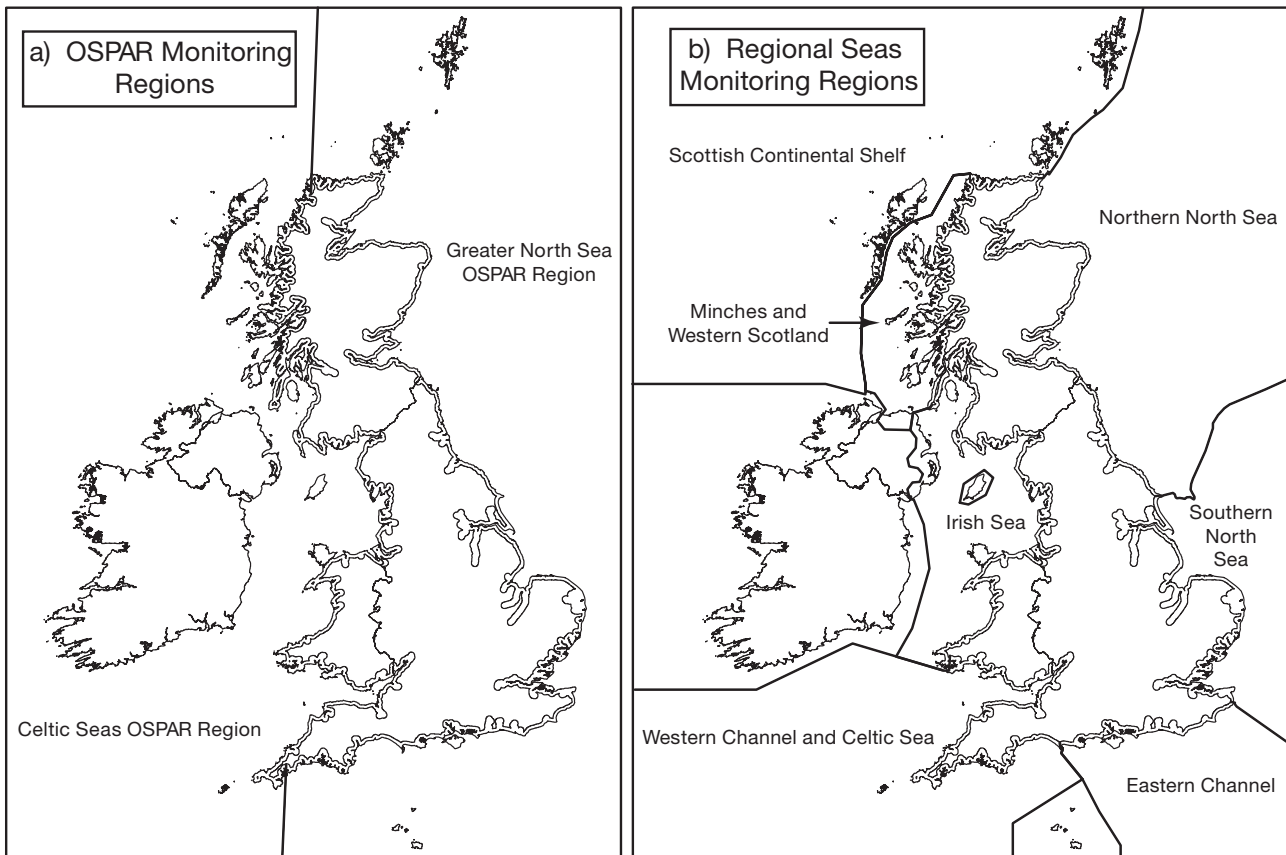 a) OSPAR Monitoring
Regions
Greater North Sea
OSPAR Region
Celtic Seas OSPAR Region
b) Regional Seas
Monitoring Regions
Scottish Continental Shelf
Northern North Sea
Minches and
Western Scotland
Irish Sea
Southern
North
Sea
Western Channel and Celtic Sea
Eastern Channel